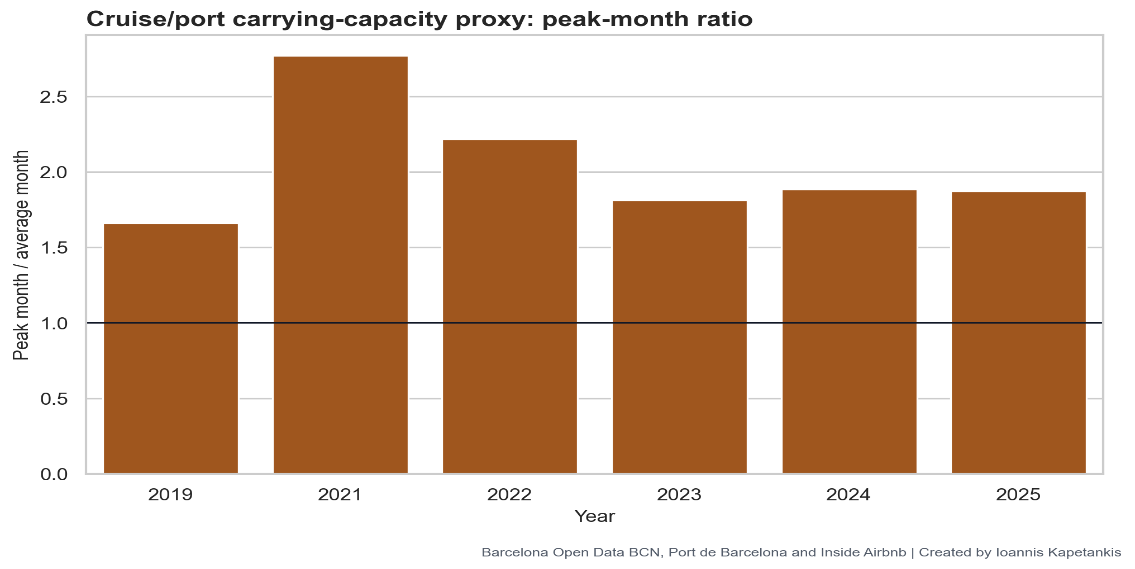 Cruise/port carrying-capacity proxy: peak-month ratio
Peak month / average month
2.5
2.0
1.5
1.0
0.5
0.0
2019 2021 2022 2023 2024 2025
Year
Barcelona Open Data BCN, Port de Barcelona and Inside Airbnb | Created by Ioannis Kapetankis